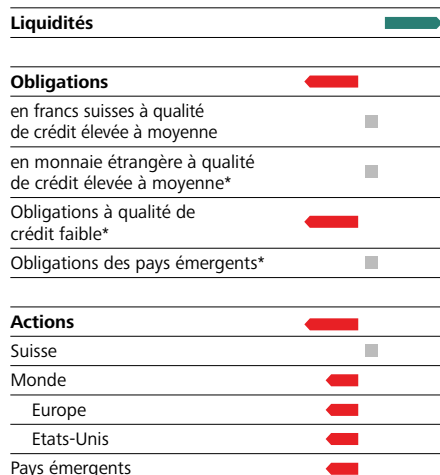 Liquidités
Obligations
en francs suisses à qualité
de crédit élevée à moyenne
en monnaie étrangère à qualité
de crédit élevée à moyenne*
Obligations à qualité de
crédit faible*
Obligations des pays émergents*
Actions
Suisse
Monde
Europe
Etats-Unis
Pays émergents